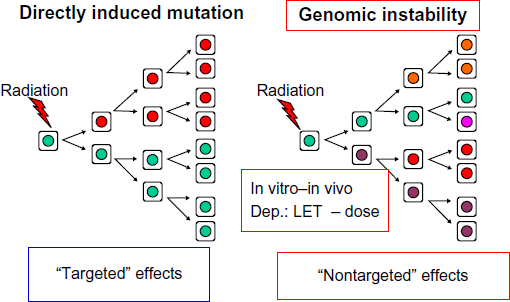 Directly induced mutation
Genomic instability
Radiation
Radiation
In vitro–in vivo
Dep.: LET – dose
“Targeted” effects
“Nontargeted” effects